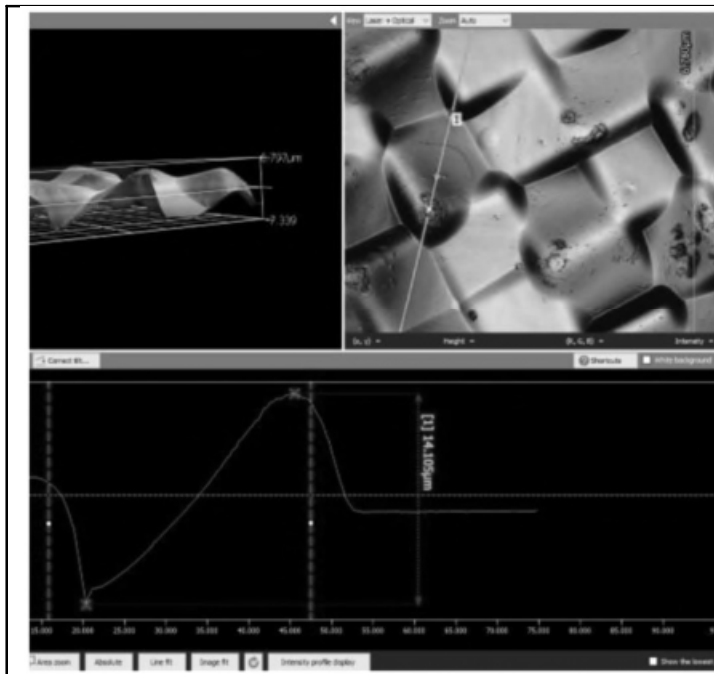 View Laser + Optical Zoom Auto
6.797µm
-7.339
(x, y) Height (R, G, B) Intensity
Correct tilt... Shortcuts White background
[1] 14.105µm
15.000 20.000 25.000 30.000 35.000 40.000 45.000 50.000 55.000 60.000 65.000 70.000 75.000 80.000 85.000 90.000
Area zoom Absolute Line fit Image fit Intensity profile display Show the lowest